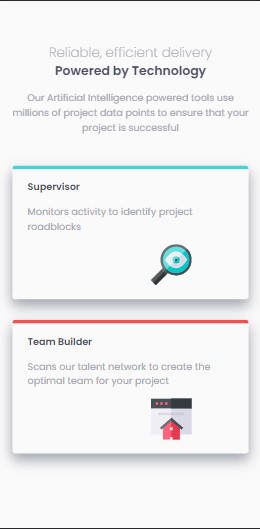 Reliable, efficient delivery
Powered by Technology
Our Artificial Intelligence powered tools use
millions of project data points to ensure that your
project is successful
Supervisor
Monitors activity to identify project
roadblocks
Team Builder
Scans our talent network to create the
optimal team for your project